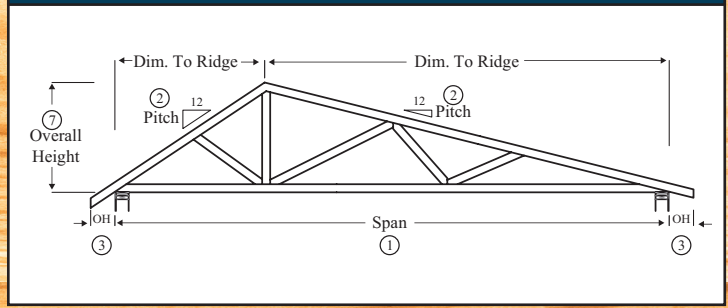 Dim. To Ridge
Dim. To Ridge
2
12
Pitch
12
2
Pitch
7
Overall
Height
OH
3
Span
1
OH
3